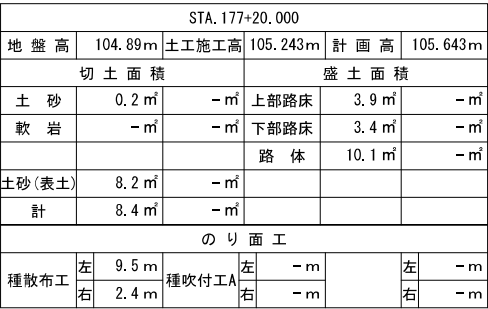 STA.177+20.000
地盤高 104.89m 土工施工高 105.243m 計画高 105.643m
切土面積 盛土面積
土砂 0.2㎡ -㎡ 上部路床 3.9㎡ -㎡
軟岩 -㎡ -㎡ 下部路床 3.4㎡ -㎡
路体 10.1㎡ -㎡
土砂(表土) 8.2㎡ -㎡
計 8.4㎡ -㎡
のり面工
種散布工 左 9.5m 種吹付工A 左 -m 左 -m
右 2.4m 右 -m 右 -m